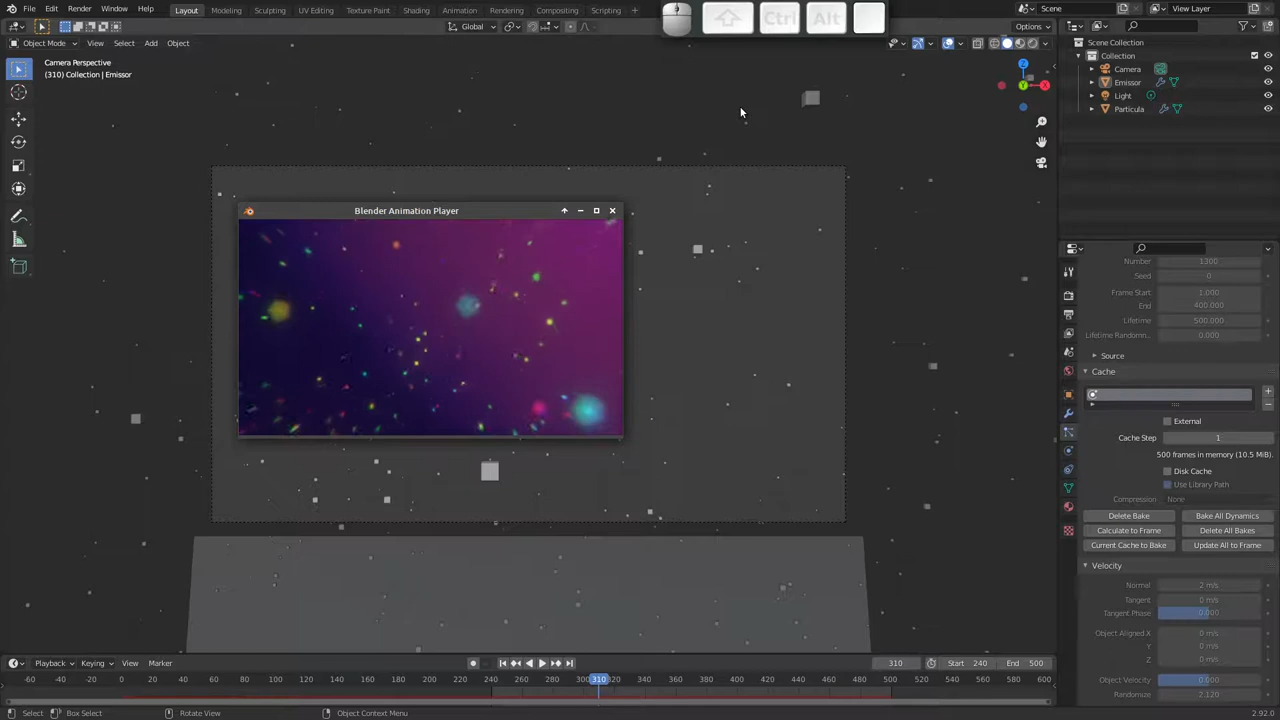 File Edit Render Window Help Layout Modeling Sculpting UV Editing Texture Paint Shading Animation Rendering Compositing Scripting Ctrl Alt Scene View Layer
Global Options
Object Mode View Select Add Object Scene Collection
Collection
Camera Perspective
(310) Collection | Emissor
Camera
Emissor
Light
Particula
Z
X
Y
Blender Animation Player
Number 1300
Seed 0
Frame Start 1.000
End 400.000
Lifetime 500.000
Lifetime Randomn.. 0.000
Source
Cache
External
Cache Step 1
500 frames in memory (10.5 MiB).
Disk Cache
Use Library Path
Compression None
Delete Bake Bake All Dynamics
Calculate to Frame Delete All Bakes
Current Cache to Bake Update All to Frame
Velocity
Normal 2 m/s
Tangent 0 m/s
Tangent Phase 0.000
Object Aligned X 0 m/s
Y 0 m/s
Z 0 m/s
Object Velocity 0.000
Randomize 2.120
Playback Keying View Marker 310 Start 240 End 500
-60 -40 -20 0 20 40 60 80 100 120 140 160 180 200 220 240 260 280 310 320 340 360 380 400 420 440 460 480 500 520 540 560 580 600
Select Box Select Rotate View Object Context Menu 2.92.0